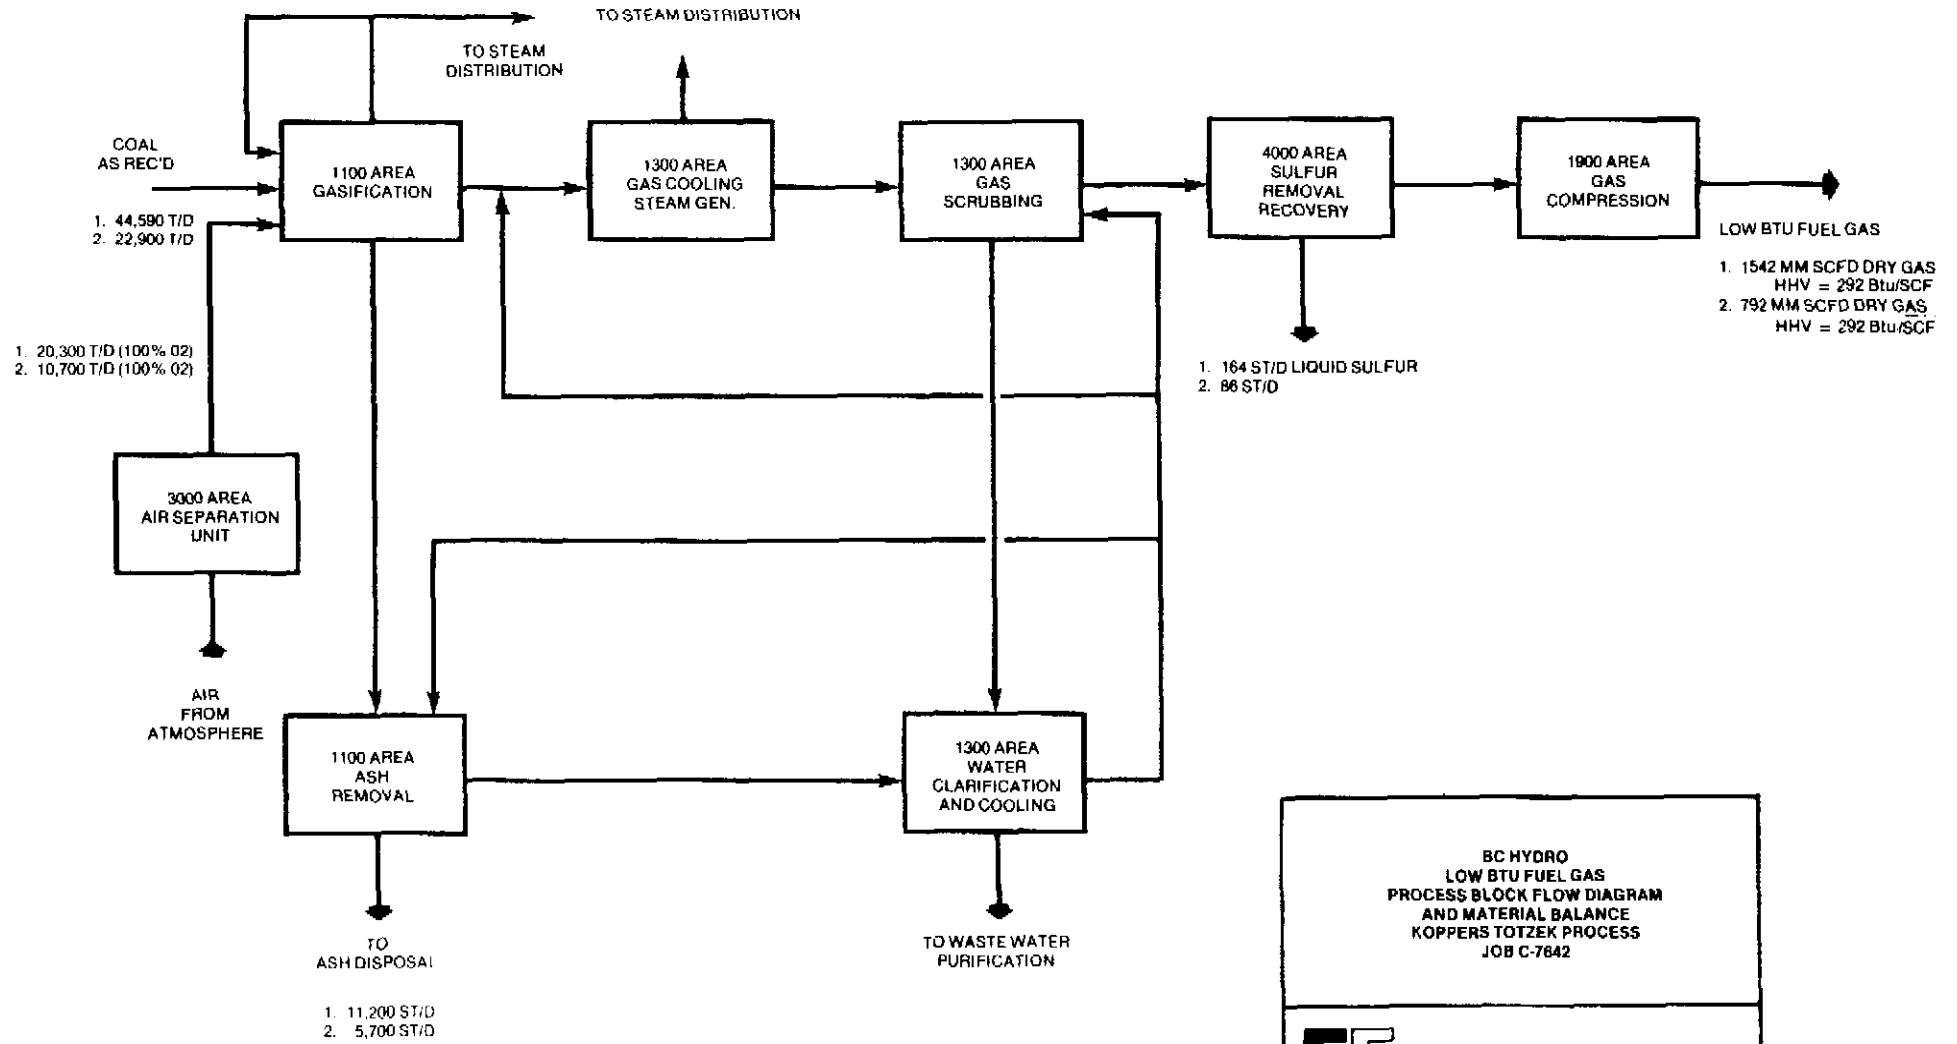 TO STEAM DISTRIBUTION
TO STEAM
DISTRIBUTION
COAL
AS REC'D
1. 44,590 T/D
2. 22,900 T/D
1100 AREA
GASIFICATION
1300 AREA
GAS COOLING
STEAM GEN.
1300 AREA
GAS
SCRUBBING
4000 AREA
SULFUR
REMOVAL
RECOVERY
1900 AREA
GAS
COMPRESSION
LOW BTU FUEL GAS
1. 1542 MM SCFD DRY GAS
HHV = 292 Btu/SCF
2. 792 MM SCFD DRY GAS
HHV = 292 Btu/SCF
1. 20,300 T/D (100% 02)
2. 10,700 T/D (100% 02)
1. 164 ST/D LIQUID SULFUR
2. 86 ST/D
3000 AREA
AIR SEPARATION
UNIT
AIR
FROM
ATMOSPHERE
1100 AREA
ASH
REMOVAL
1300 AREA
WATER
CLARIFICATION
AND COOLING
TO
ASH DISPOSAL
1. 11,200 ST/D
2. 5,700 ST/D
TO WASTE WATER
PURIFICATION
BC HYDRO
LOW BTU FUEL GAS
PROCESS BLOCK FLOW DIAGRAM
AND MATERIAL BALANCE
KOPPERS TOTZEK PROCESS
JOB C-7642